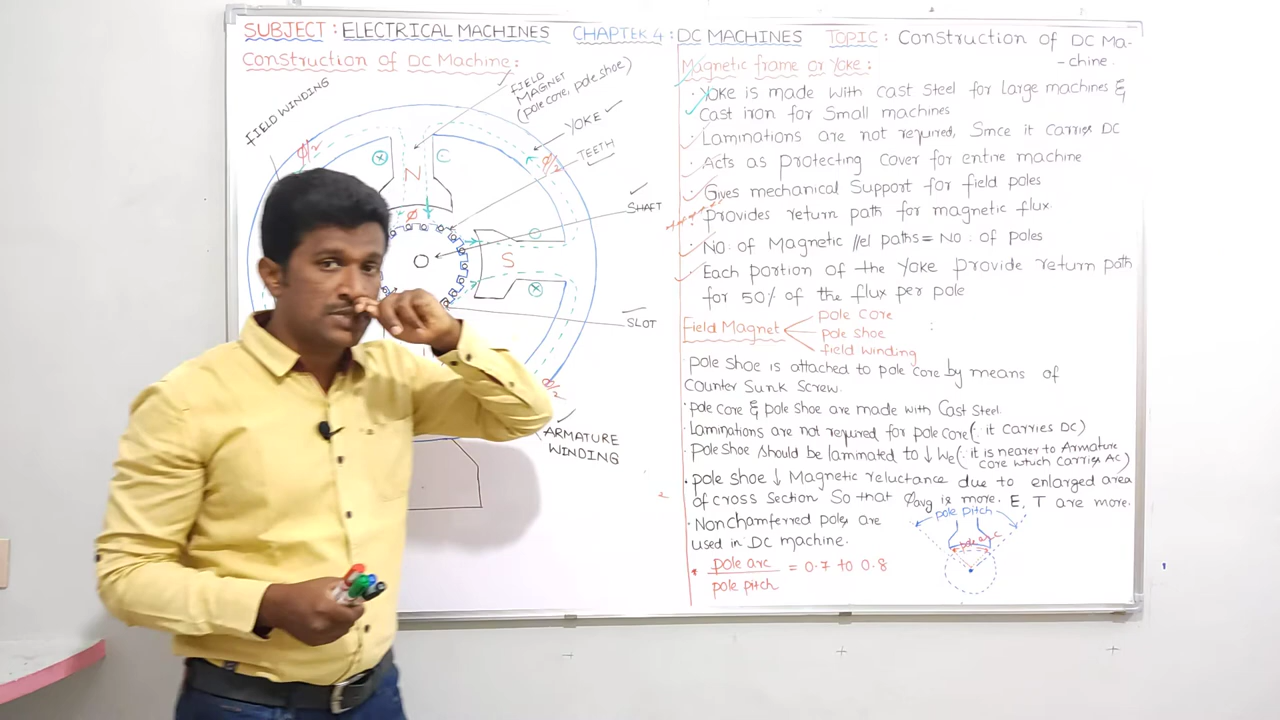 SUBJECT : ELECTRICAL MACHINES CHAPTER 4 : DC MACHINES TOPIC : Construction of DC Ma-
-chine.
Construction of DC Machine :
FIELD WINDING
FIELD
MAGNET
(pole core, pole shoe)
YOKE
TEETH
SHAFT
SLOT
ARMATURE
WINDING
N
S
ϕ/2
ϕ
ϕ/2
ϕ/2
Magnetic frame or Yoke :
· Yoke is made with cast steel for large machines &
Cast iron for Small machines
Laminations are not required, Since it carries DC
· Acts as protecting cover for entire machine
· Gives mechanical Support for field poles
· Provides return path for magnetic flux.
· No: of Magnetic //el paths = No: of poles
· Each portion of the Yoke provide return path
for 50% of the flux per pole
Field Magnet
pole core
pole shoe
field winding
· pole shoe is attached to pole core by means of
Counter Sunk Screw.
· pole core & pole shoe are made with Cast Steel.
· Laminations are not required for pole core (∵ it carries DC)
· Pole shoe should be laminated to ↓ We (∵ it is nearer to Armature
core which carries AC)
· pole shoe ↓ Magnetic reluctance due to enlarged area
of cross section So that ϕavg is more. E, T are more.
· Nonchamferred poles are
used in DC machine.
· pole arc
= 0.7 to 0.8
pole pitch
pole pitch
pole arc